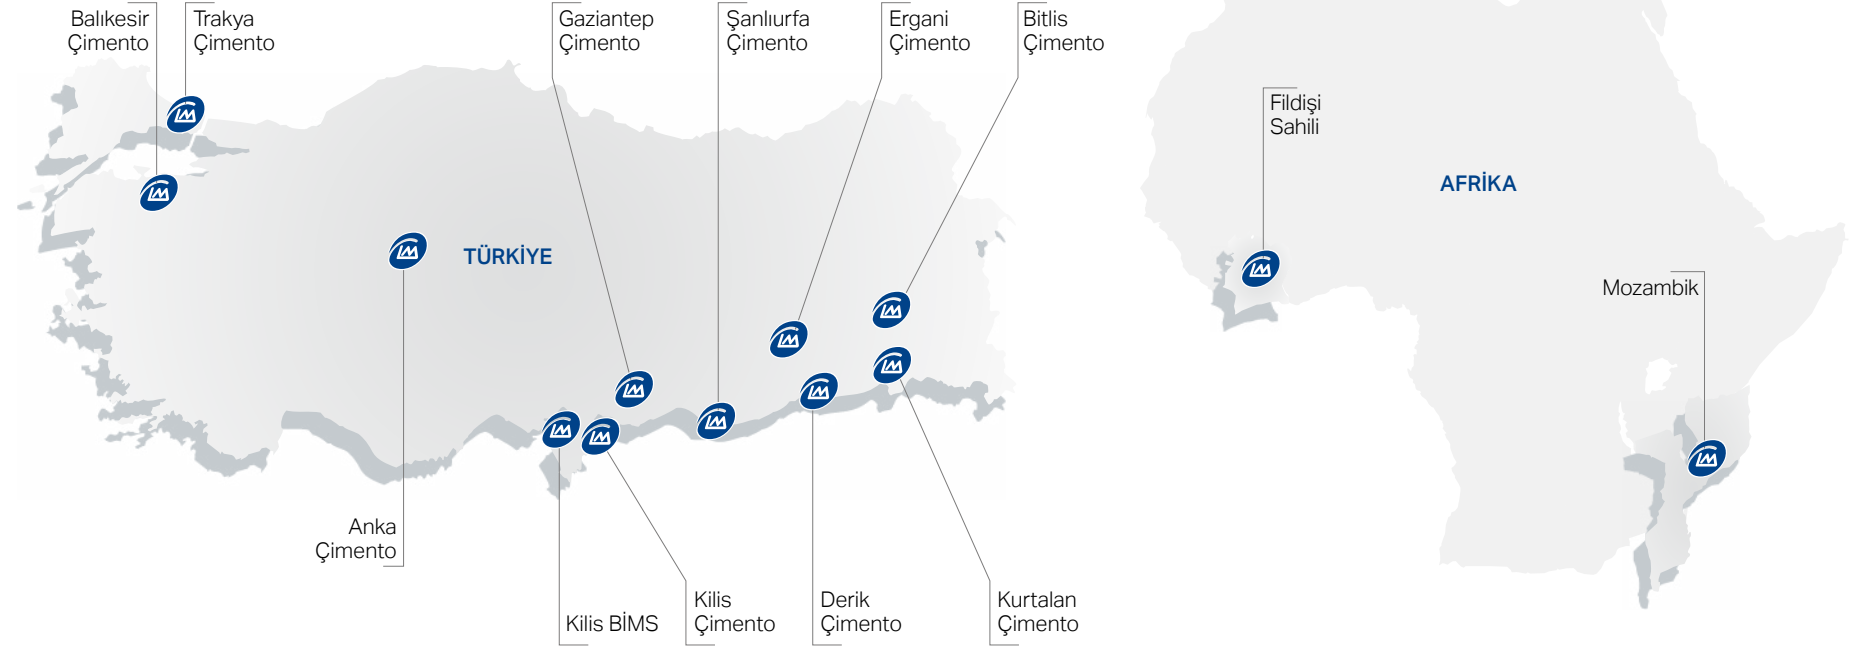 Balıkesir
Çimento
Trakya
Çimento
Gaziantep
Çimento
Şanlıurfa
Çimento
Ergani
Çimento
Bitlis
Çimento
TÜRKİYE
Anka
Çimento
Kilis BİMS
Kilis
Çimento
Derik
Çimento
Kurtalan
Çimento
Fildişi
Sahili
AFRİKA
Mozambik